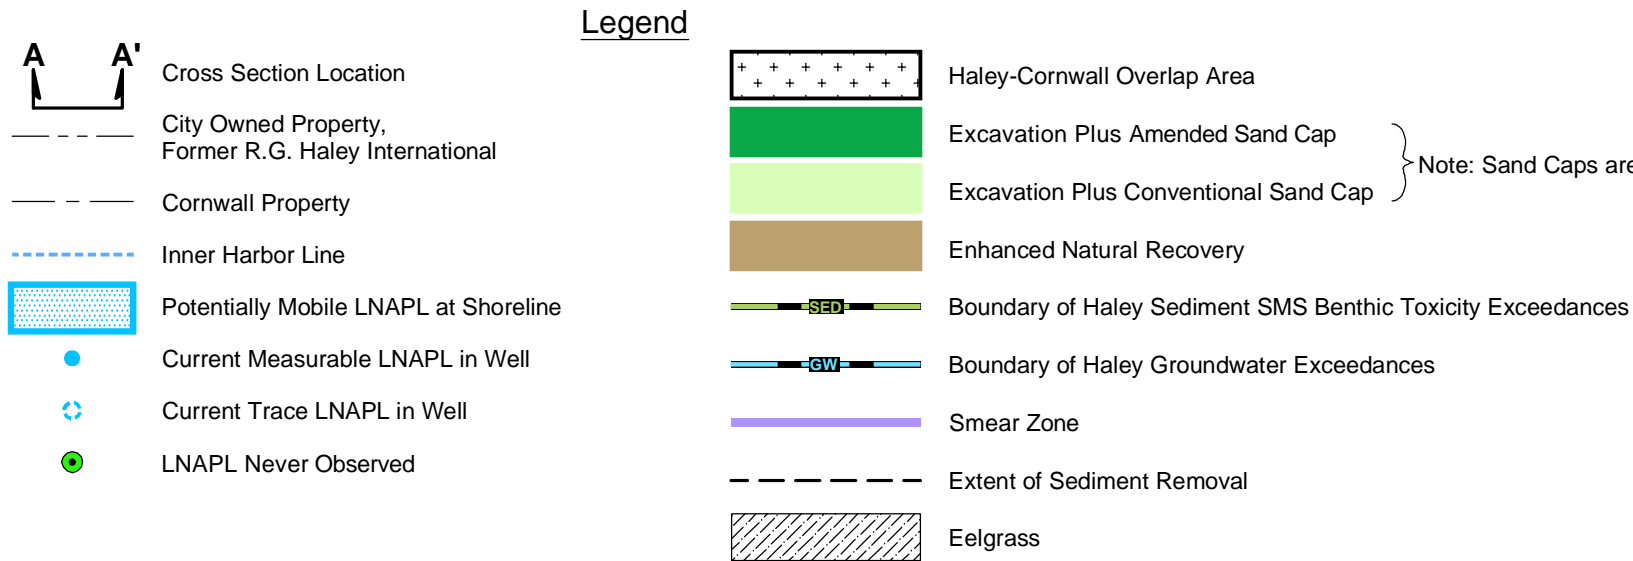 Legend
A A'
Cross Section Location
City Owned Property,
Former R.G. Haley International
Cornwall Property
Inner Harbor Line
Potentially Mobile LNAPL at Shoreline
Current Measurable LNAPL in Well
Current Trace LNAPL in Well
LNAPL Never Observed
Haley-Cornwall Overlap Area
Excavation Plus Amended Sand Cap
Note: Sand Caps are
Excavation Plus Conventional Sand Cap
Enhanced Natural Recovery
SED
Boundary of Haley Sediment SMS Benthic Toxicity Exceedances
GW
Boundary of Haley Groundwater Exceedances
Smear Zone
Extent of Sediment Removal
Eelgrass